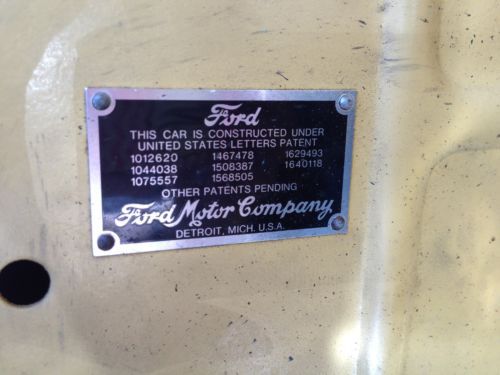 Ford
THIS CAR IS CONSTRUCTED UNDER
UNITED STATES LETTERS PATENT
1012620 1467478 1629493
1044038 1508387 1640118
1075557 1568505
OTHER PATENTS PENDING
Ford Motor Company
DETROIT, MICH. U.S.A.